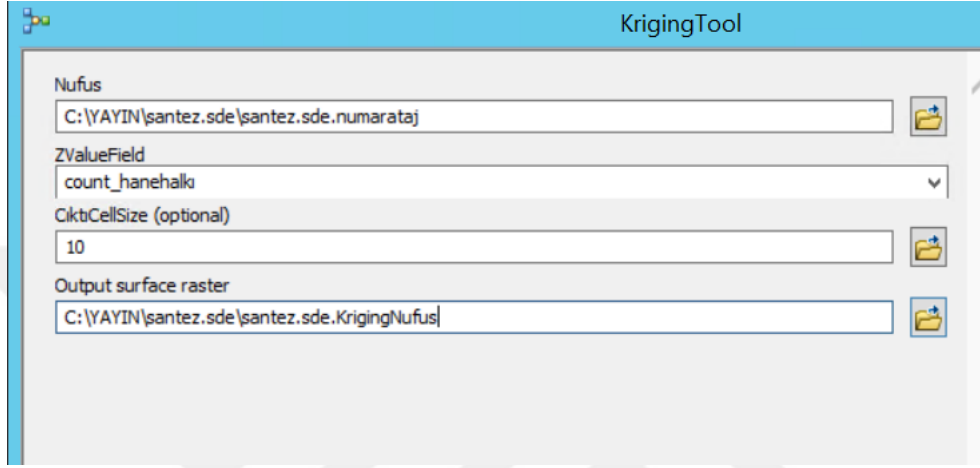 KrigingTool
Nufus
C:\YAYIN\santez.sde\santez.sde.numarataj
ZValueField
count_hanehalkı
CıktıCellSize (optional)
10
Output surface raster
C:\YAYIN\santez.sde\santez.sde.KrigingNufus